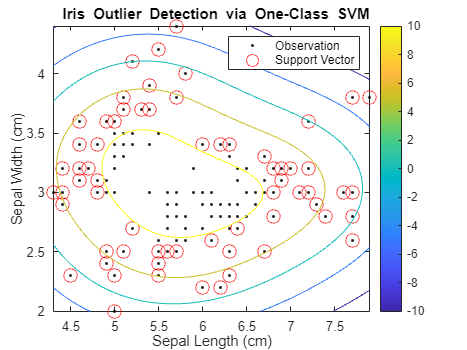 Iris Outlier Detection via One-Class SVM
Observation
Support Vector
Sepal Width (cm)
4
3.5
3
2.5
2
4.5 5 5.5 6 6.5 7 7.5
Sepal Length (cm)
10
8
6
4
2
0
-2
-4
-6
-8
-10